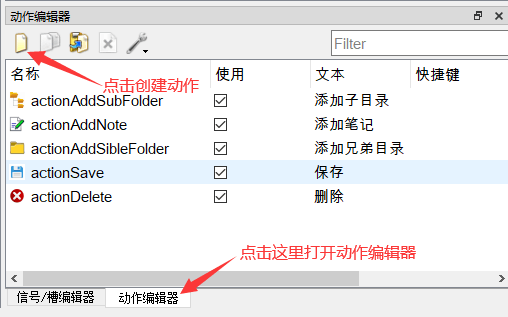 动作编辑器
Filter
点击创建动作
名称 使用 文本 快捷键
actionAddSubFolder 添加子目录
actionAddNote 添加笔记
actionAddSibleFolder 添加兄弟目录
actionSave 保存
actionDelete 删除
点击这里打开动作编辑器
信号/槽编辑器 动作编辑器